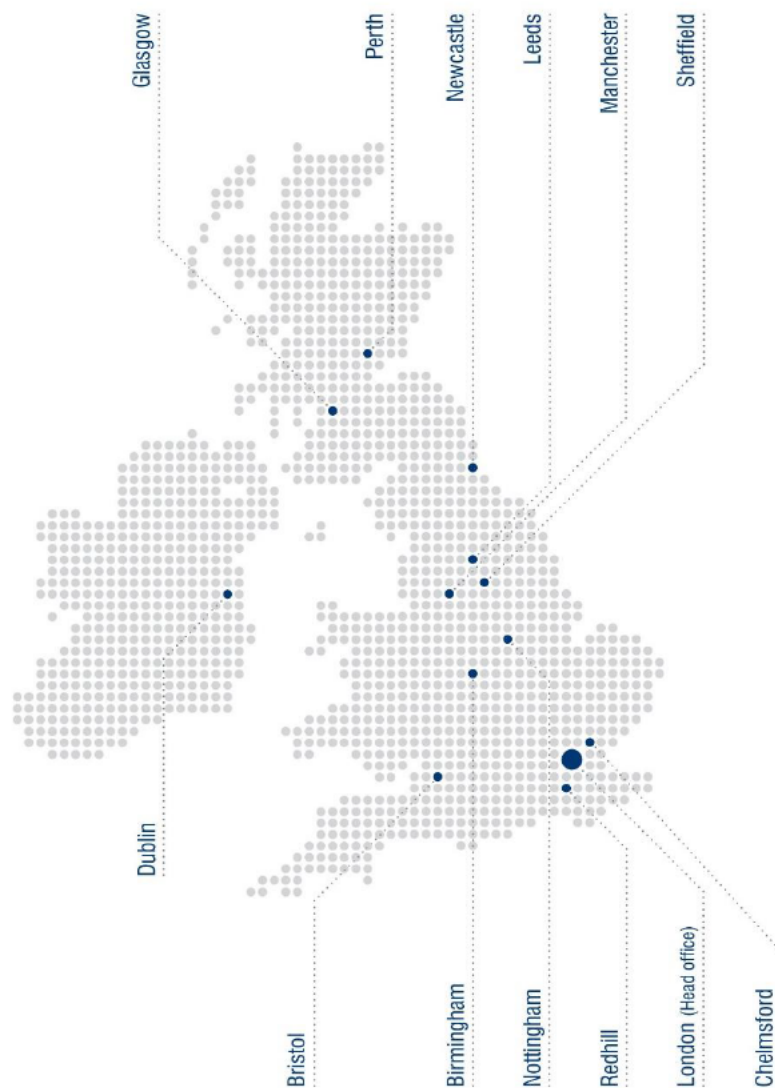 Glasgow
Perth
Newcastle
Leeds
Manchester
Sheffield
Dublin
Bristol
Birmingham
Nottingham
Redhill
London (Head office)
Chelmsford